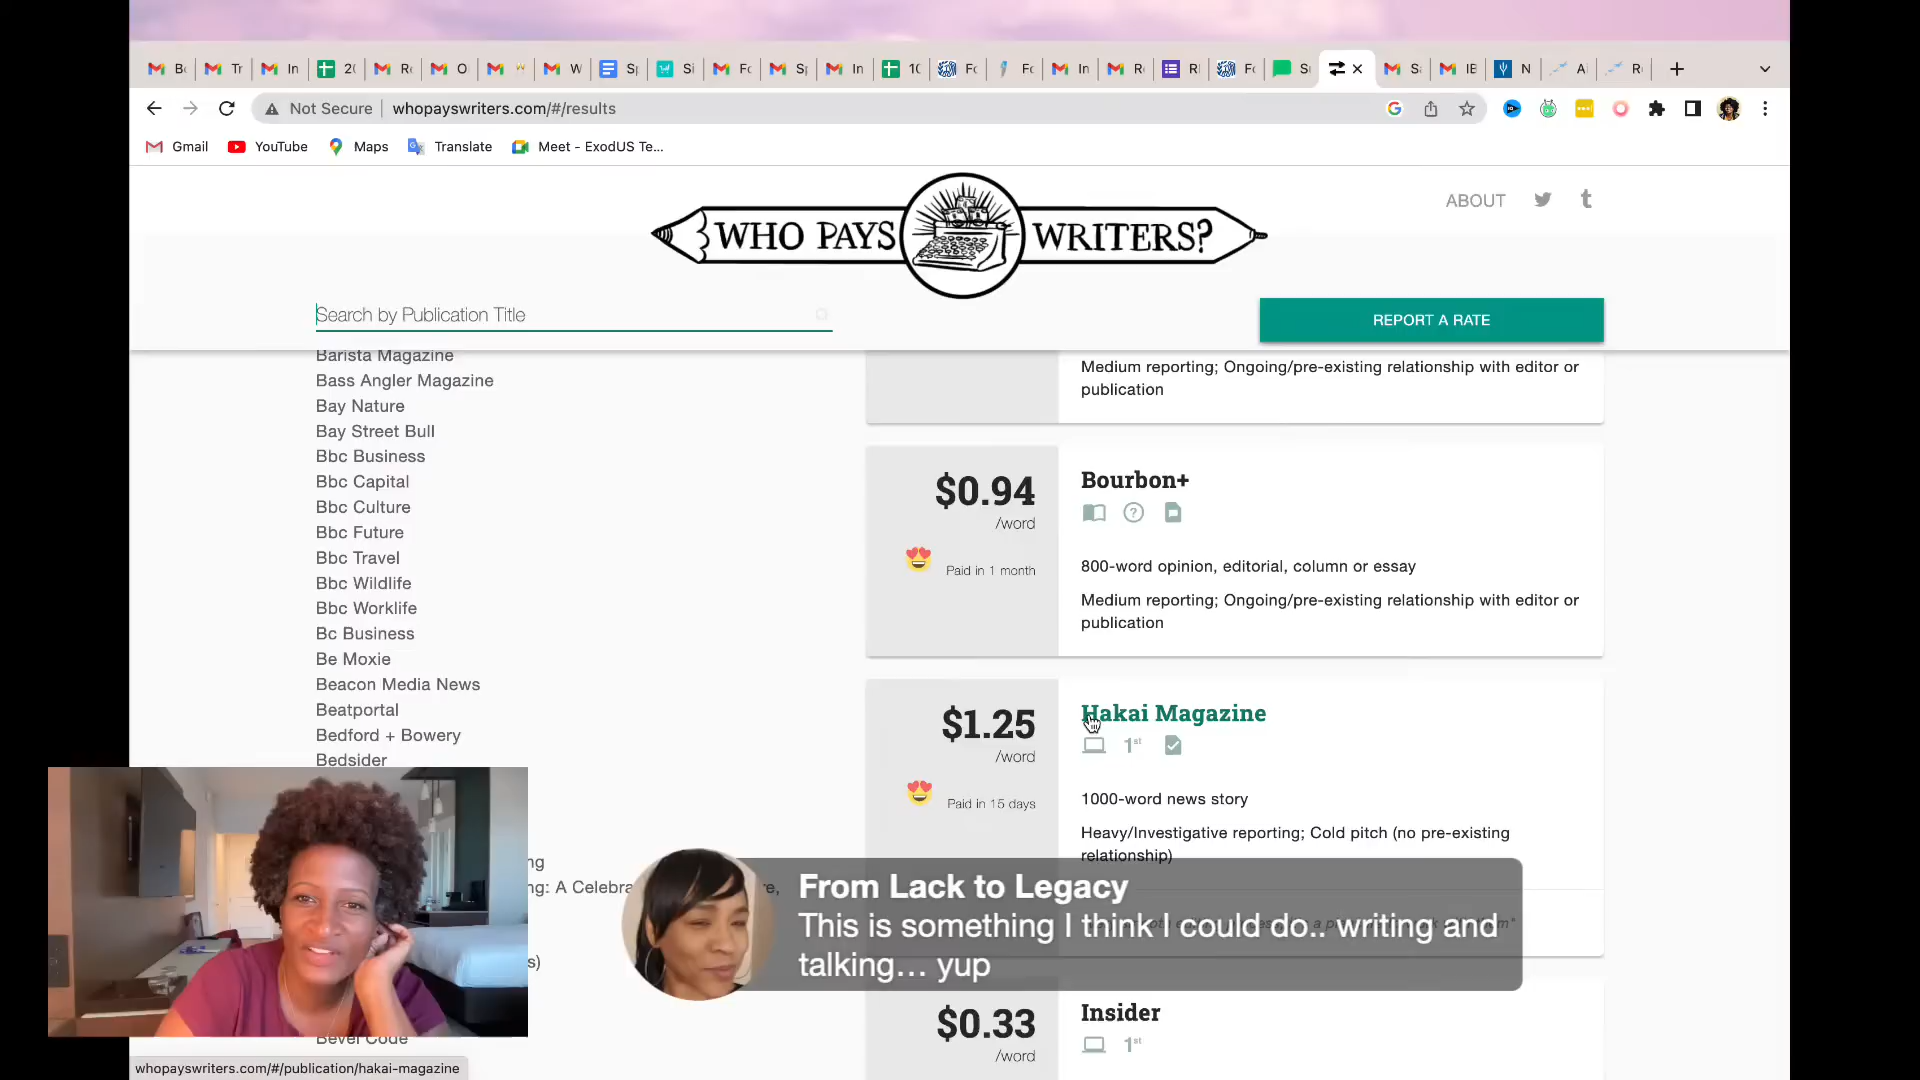 Not Secure
whopayswriters.com/#/results
Gmail
YouTube
Maps
Translate
Meet - ExodUS Te...
WHO PAYS WRITERS?
ABOUT
Search by Publication Title
REPORT A RATE
Barista Magazine
Bass Angler Magazine
Bay Nature
Bay Street Bull
Bbc Business
Bbc Capital
Bbc Culture
Bbc Future
Bbc Travel
Bbc Wildlife
Bbc Worklife
Bc Business
Be Moxie
Beacon Media News
Beatportal
Bedford + Bowery
Bedsider
Bevel Code
Medium reporting; Ongoing/pre-existing relationship with editor or
publication
$0.94
/word
Paid in 1 month
Bourbon+
800-word opinion, editorial, column or essay
Medium reporting; Ongoing/pre-existing relationship with editor or
publication
$1.25
/word
Paid in 15 days
Hakai Magazine
1st
1000-word news story
Heavy/Investigative reporting; Cold pitch (no pre-existing
relationship)
From Lack to Legacy
This is something I think I could do.. writing and
talking... yup
$0.33
/word
Insider
1st
whopayswriters.com/#/publication/hakai-magazine